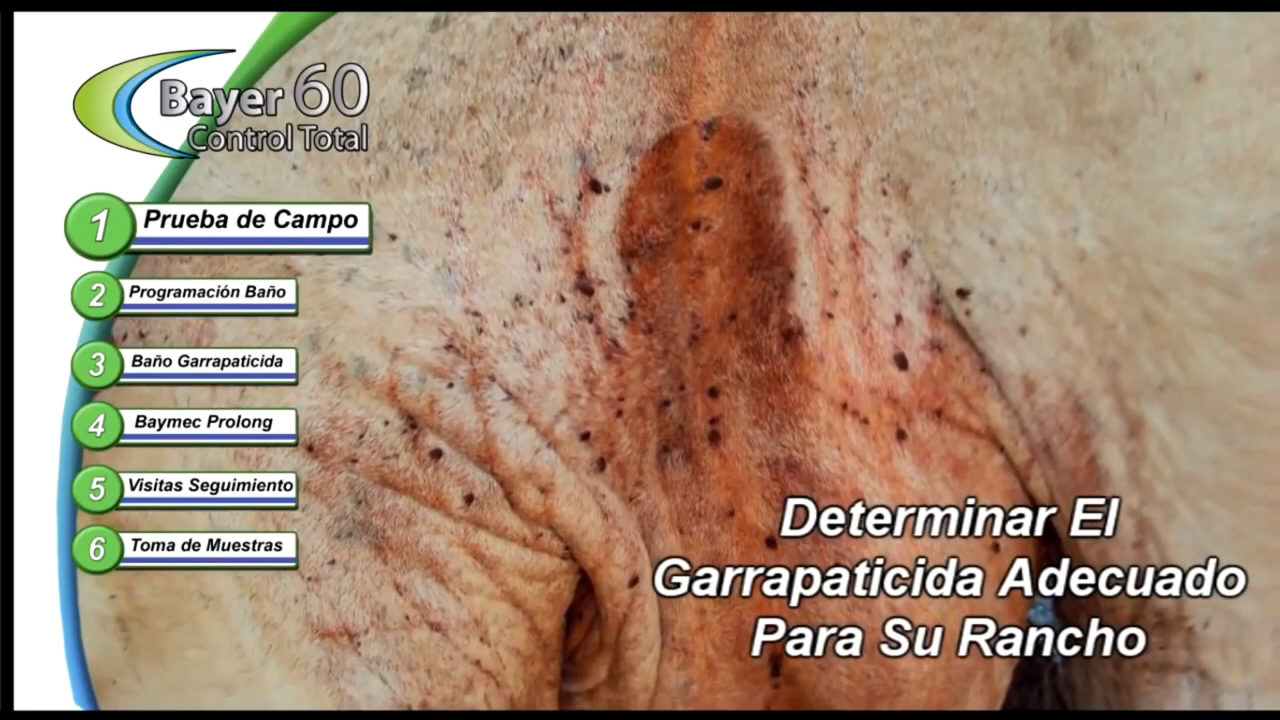 Bayer 60
Control Total
1 Prueba de Campo
2 Programación Baño
3 Baño Garrapaticida
4 Baymec Prolong
5 Visitas Seguimiento
6 Toma de Muestras
Determinar El
Garrapaticida Adecuado
Para Su Rancho